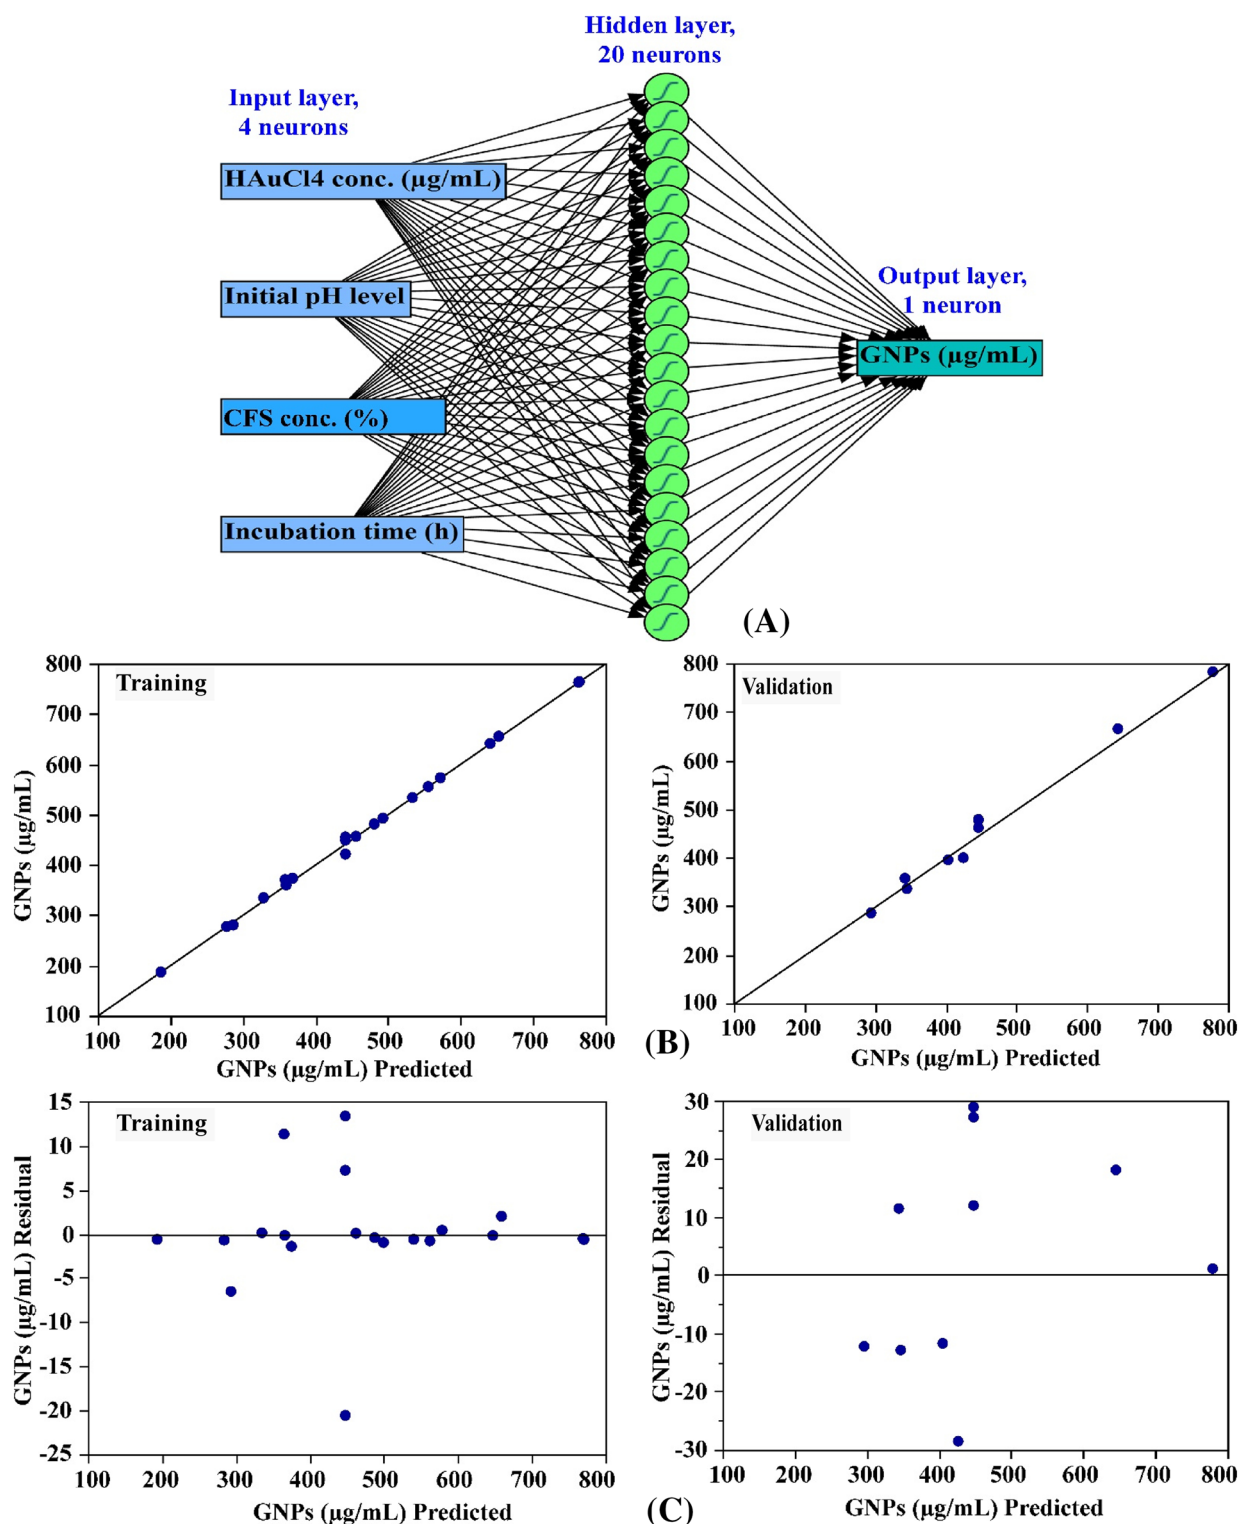 Hidden layer,
20 neurons
Input layer,
4 neurons
HAuCl4 conc. (µg/mL)
Initial pH level
CFS conc. (%)
Incubation time (h)
Output layer,
1 neuron
GNPs (µg/mL)
(A)
Training
GNPs (µg/mL)
800
700
600
500
400
300
200
100
100 200 300 400 500 600 700 800
GNPs (µg/mL) Predicted
Validation
GNPs (µg/mL)
800
700
600
500
400
300
200
100
100 200 300 400 500 600 700 800
GNPs (µg/mL) Predicted
(B)
Training
GNPs (µg/mL) Residual
15
10
5
0
-5
-10
-15
-20
-25
100 200 300 400 500 600 700 800
GNPs (µg/mL) Predicted
Validation
GNPs (µg/mL) Residual
30
20
10
0
-10
-20
-30
100 200 300 400 500 600 700 800
GNPs (µg/mL) Predicted
(C)